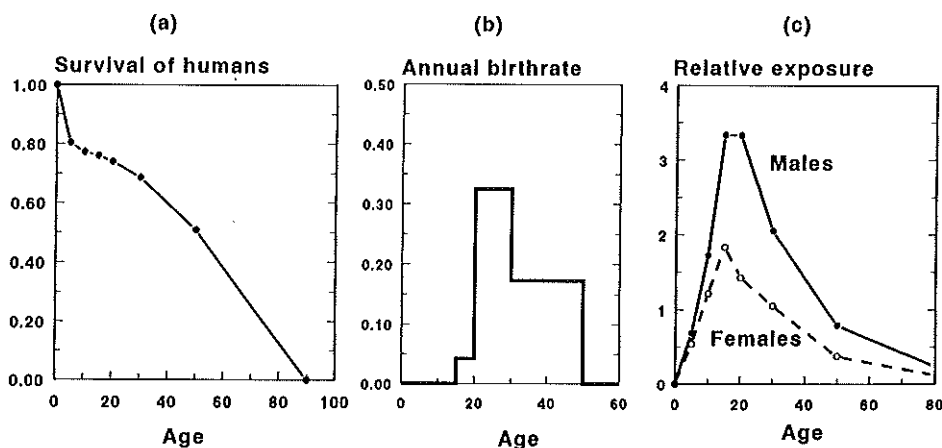 (a)
Survival of humans
1.00
0.80
0.60
0.40
0.20
0.00
0 20 40 60 80 100
Age
(b)
Annual birthrate
0.50
0.40
0.30
0.20
0.10
0.00
0 20 40 60
Age
(c)
Relative exposure
4
3
2
1
0
Males
Females
0 20 40 60 80
Age